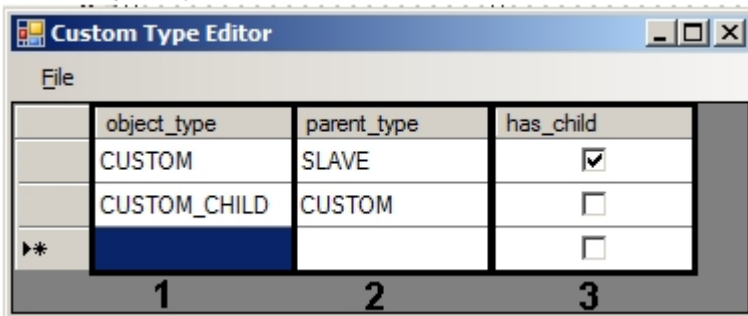 Custom Type Editor
File
object_type parent_type has_child
CUSTOM SLAVE
CUSTOM_CHILD CUSTOM
1 2 3